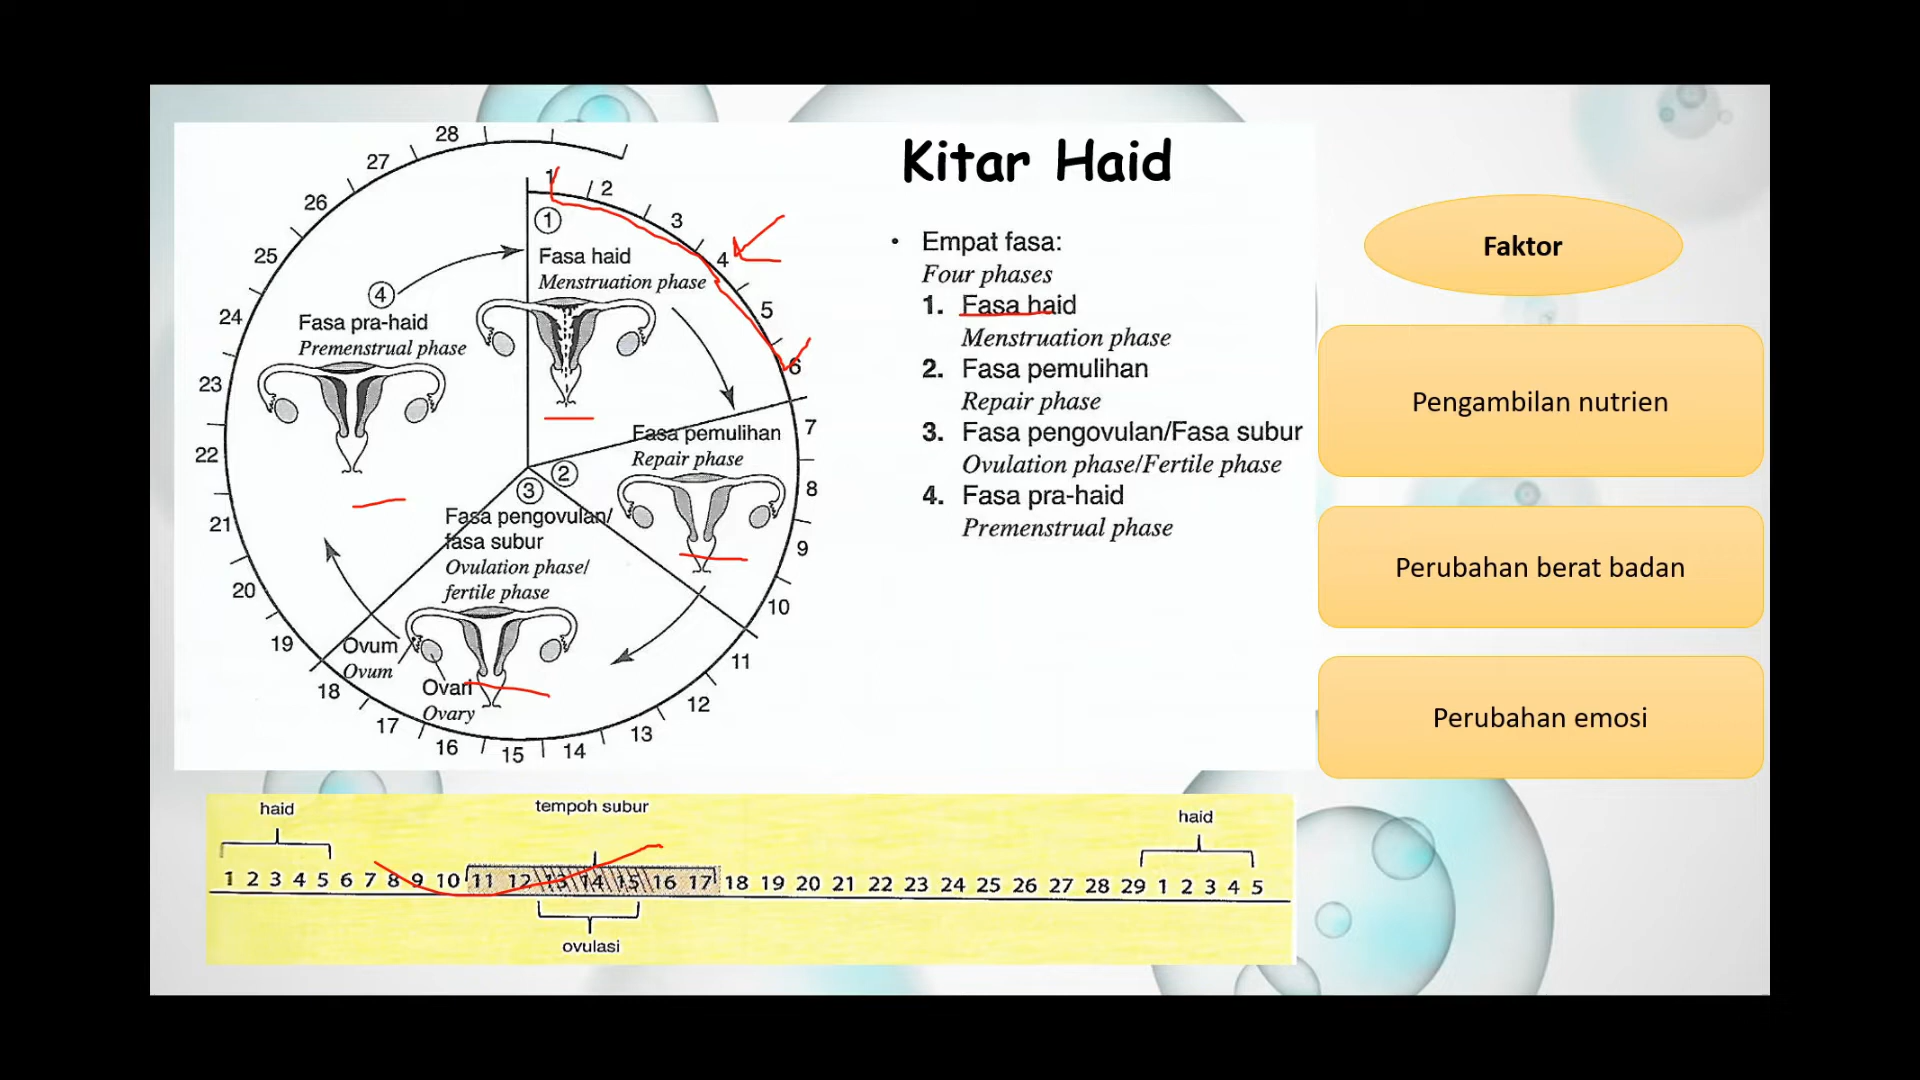 Kitar Haid
• Empat fasa:
Four phases
1. Fasa haid
Menstruation phase
2. Fasa pemulihan
Repair phase
3. Fasa pengovulan/Fasa subur
Ovulation phase/Fertile phase
4. Fasa pra-haid
Premenstrual phase
1 2 3 4 5 6 7 8 9 10 11 12 13 14 15 16 17 18 19 20 21 22 23 24 25 26 27 28
1
Fasa haid
Menstruation phase
2
Fasa pemulihan
Repair phase
3
Fasa pengovulan/
fasa subur
Ovulation phase/
fertile phase
Ovum
Ovum
Ovari
Ovary
4
Fasa pra-haid
Premenstrual phase
Faktor
Pengambilan nutrien
Perubahan berat badan
Perubahan emosi
haid
tempoh subur
haid
1 2 3 4 5 6 7 8 9 10 11 12 13 14 15 16 17 18 19 20 21 22 23 24 25 26 27 28 29 1 2 3 4 5
ovulasi